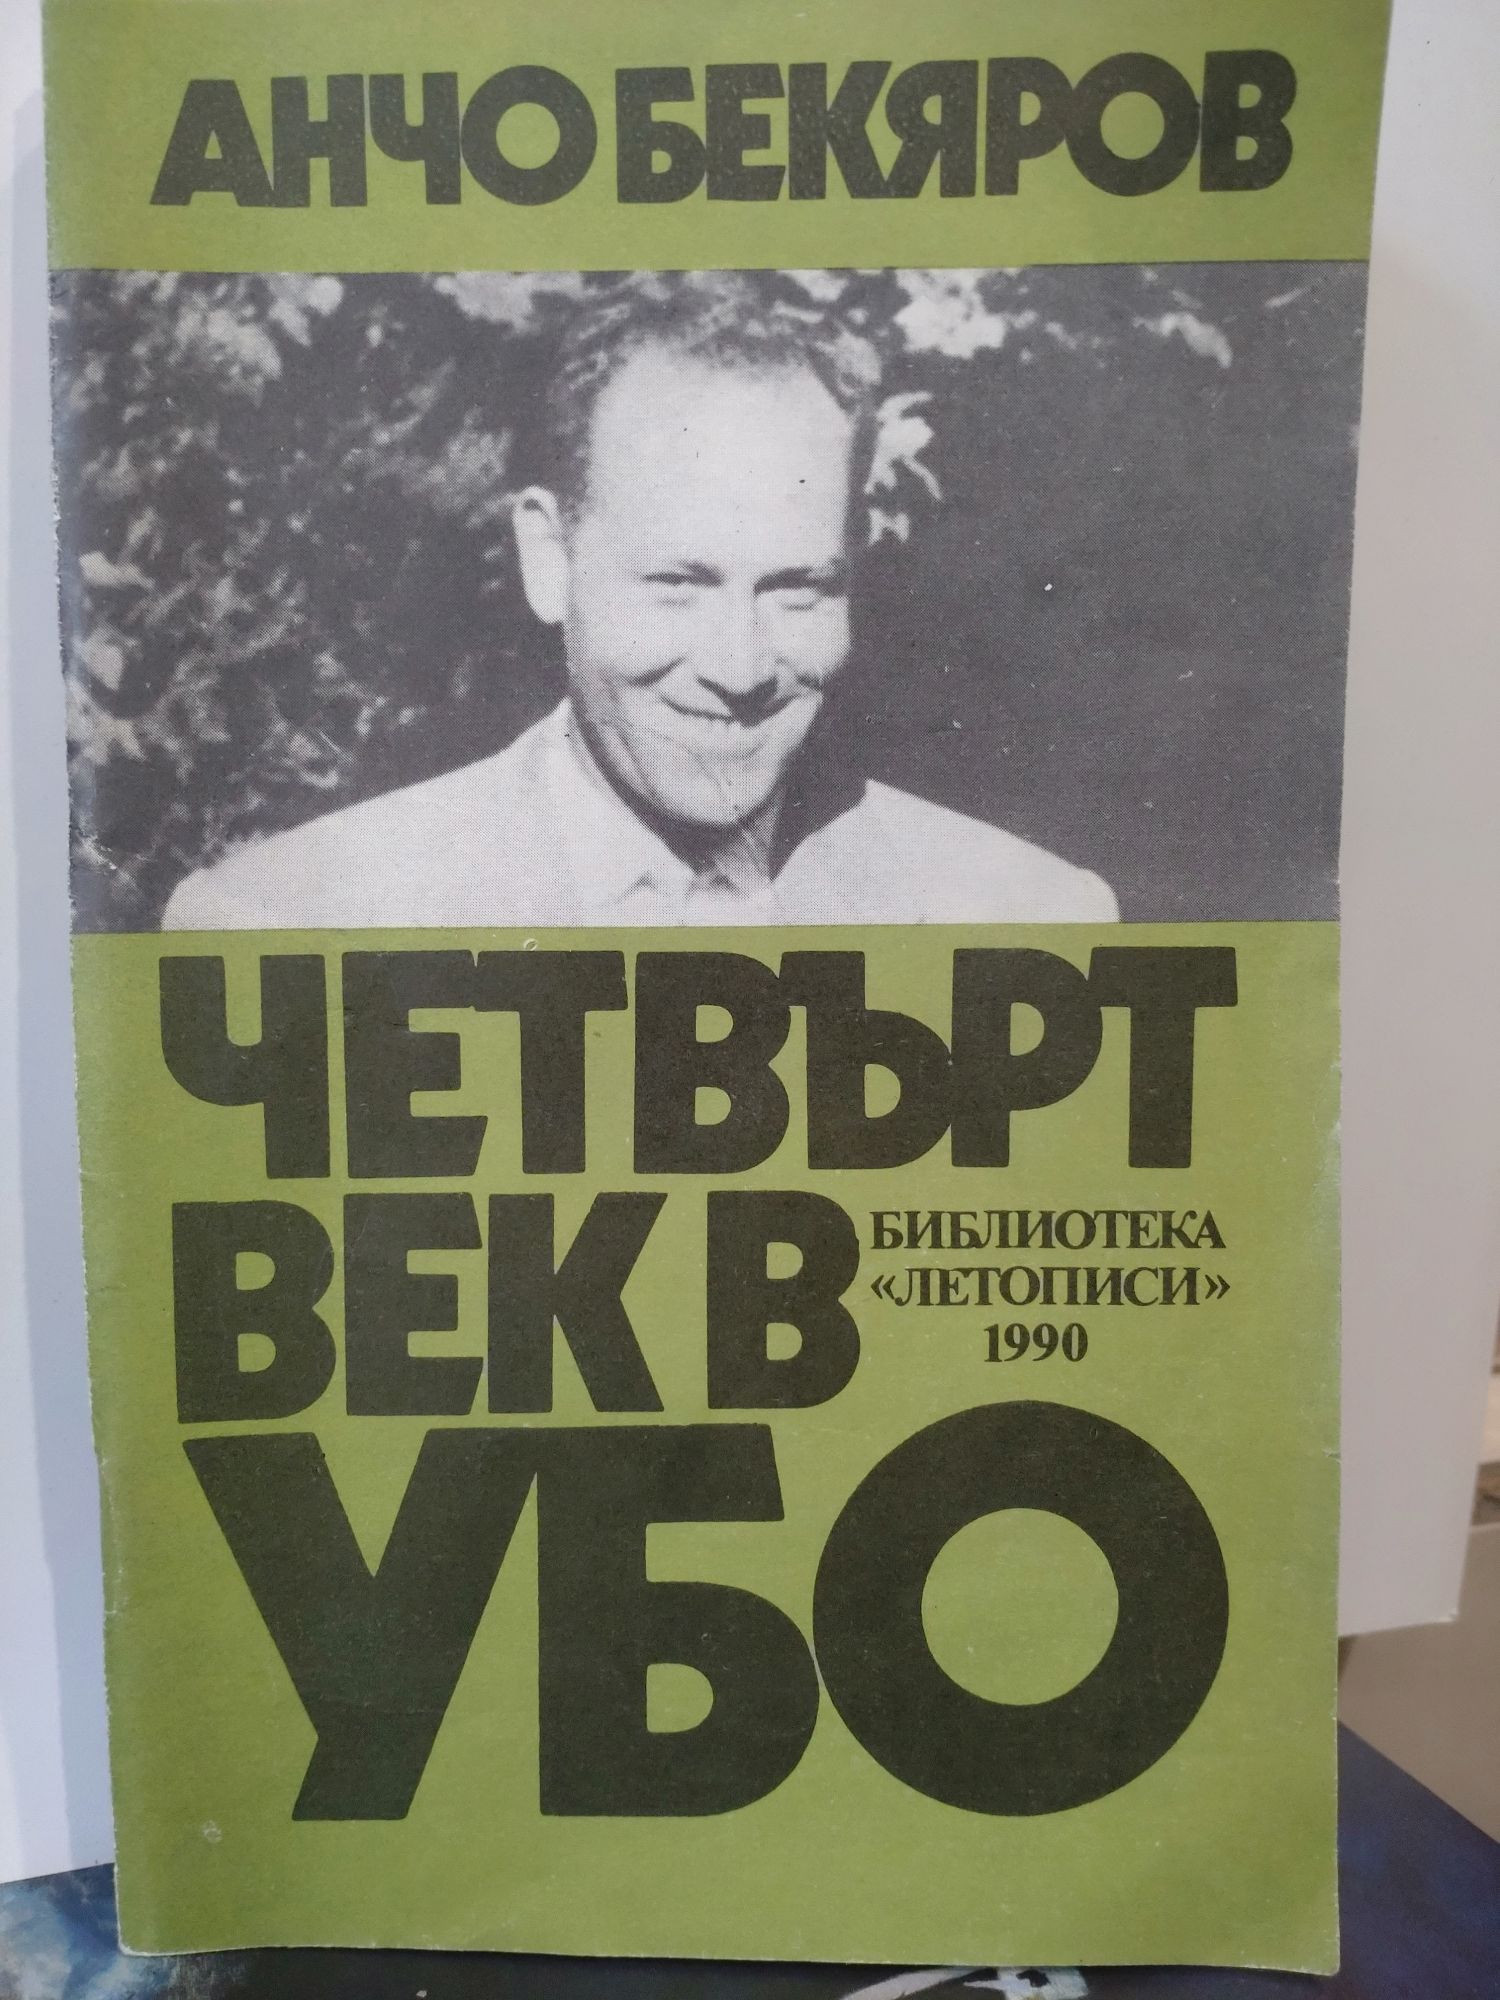 АНЧО БЕКЯРОВ
ЧЕТВЪРТ
ВЕК В
БИБЛИОТЕКА
«ЛЕТОПИСИ»
1990
УБО